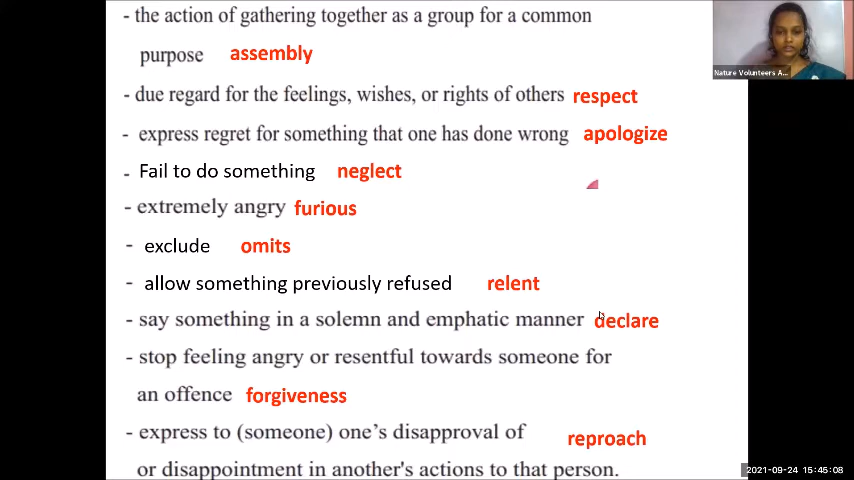 - the action of gathering together as a group for a common
purpose assembly
- due regard for the feelings, wishes, or rights of others respect
- express regret for something that one has done wrong apologize
- Fail to do something neglect
- extremely angry furious
- exclude omits
- allow something previously refused relent
- say something in a solemn and emphatic manner declare
- stop feeling angry or resentful towards someone for
an offence forgiveness
- express to (someone) one's disapproval of reproach
or disappointment in another's actions to that person.
Nature Volunteers A...
2021-09-24 15:45:08